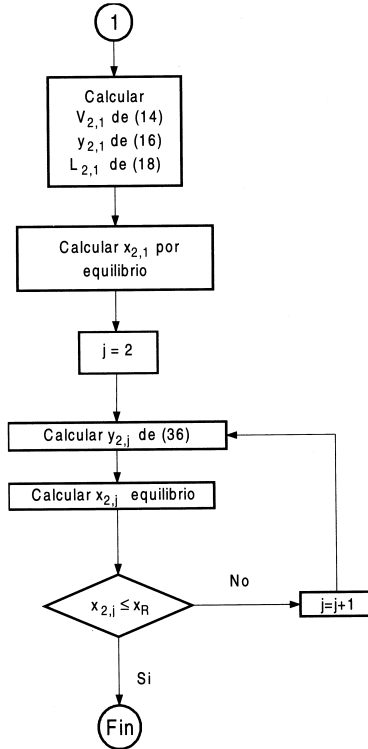 1
Calcular
V2,1 de (14)
y2,1 de (16)
L2,1 de (18)
Calcular x2,1 por
equilibrio
j = 2
Calcular y2,j de (36)
Calcular x2,j equilibrio
x2,j ≤ xR
No
j=j+1
Si
Fin